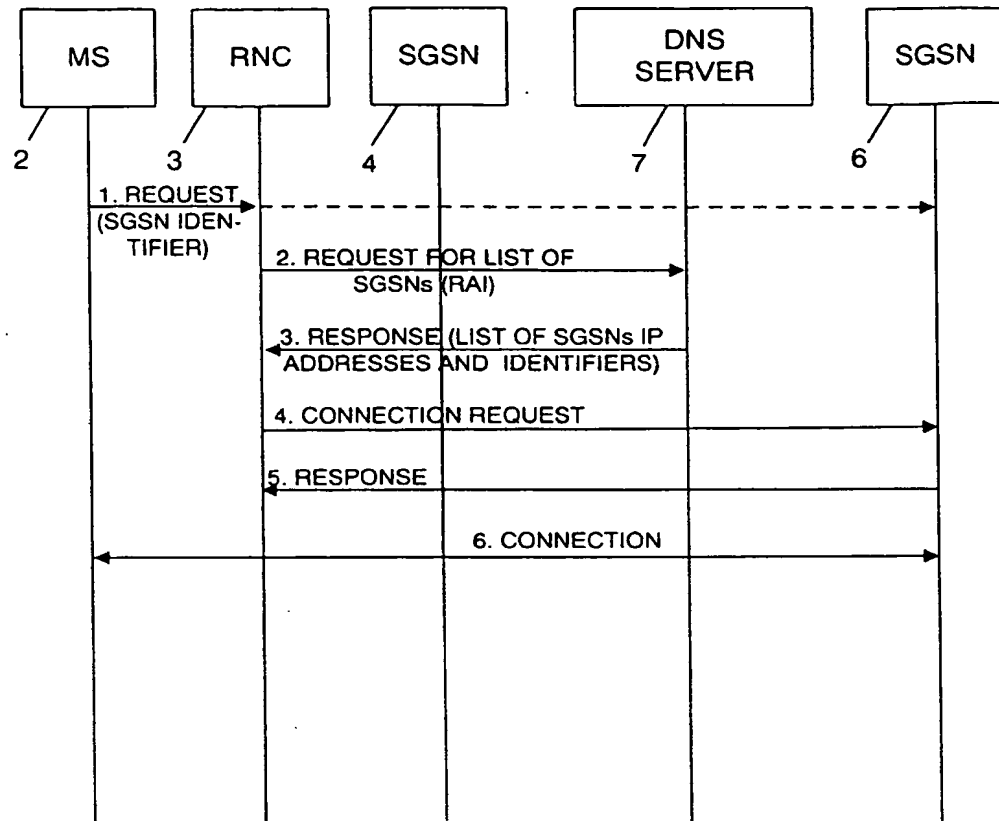 MS
RNC
SGSN
DNS
SERVER
SGSN
2
3
4
7
6
1. REQUEST
(SGSN IDEN-
TIFIER)
2. REQUEST FOR LIST OF
SGSNs (RAI)
3. RESPONSE (LIST OF SGSNs IP
ADDRESSES AND IDENTIFIERS)
4. CONNECTION REQUEST
5. RESPONSE
6. CONNECTION